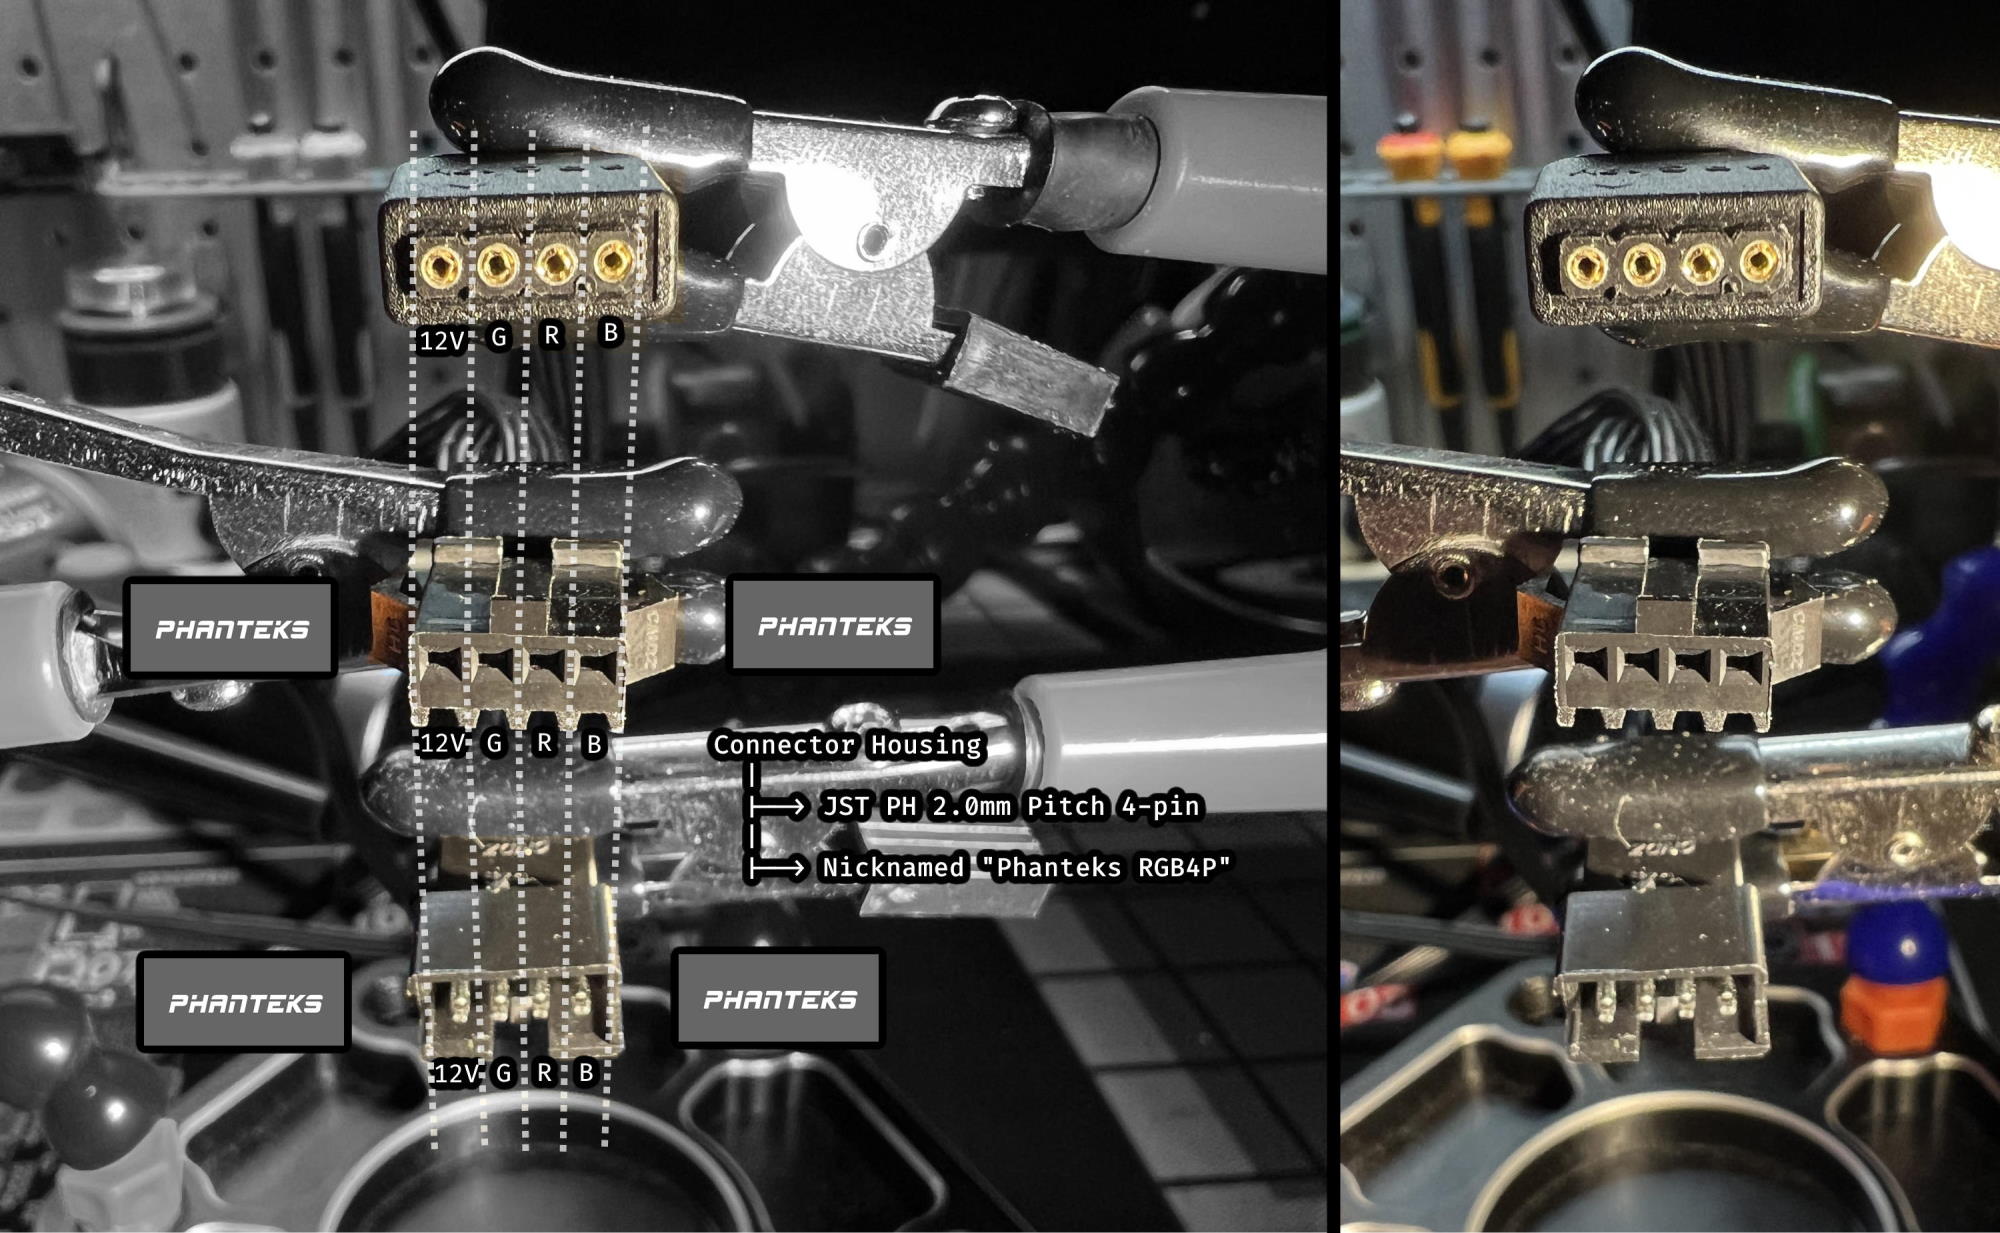 12V G R B
PHANTEKS
PHANTEKS
12V G R B
Connector Housing
JST PH 2.0mm Pitch 4-pin
Nicknamed "Phanteks RGB4P"
PHANTEKS
PHANTEKS
12V G R B